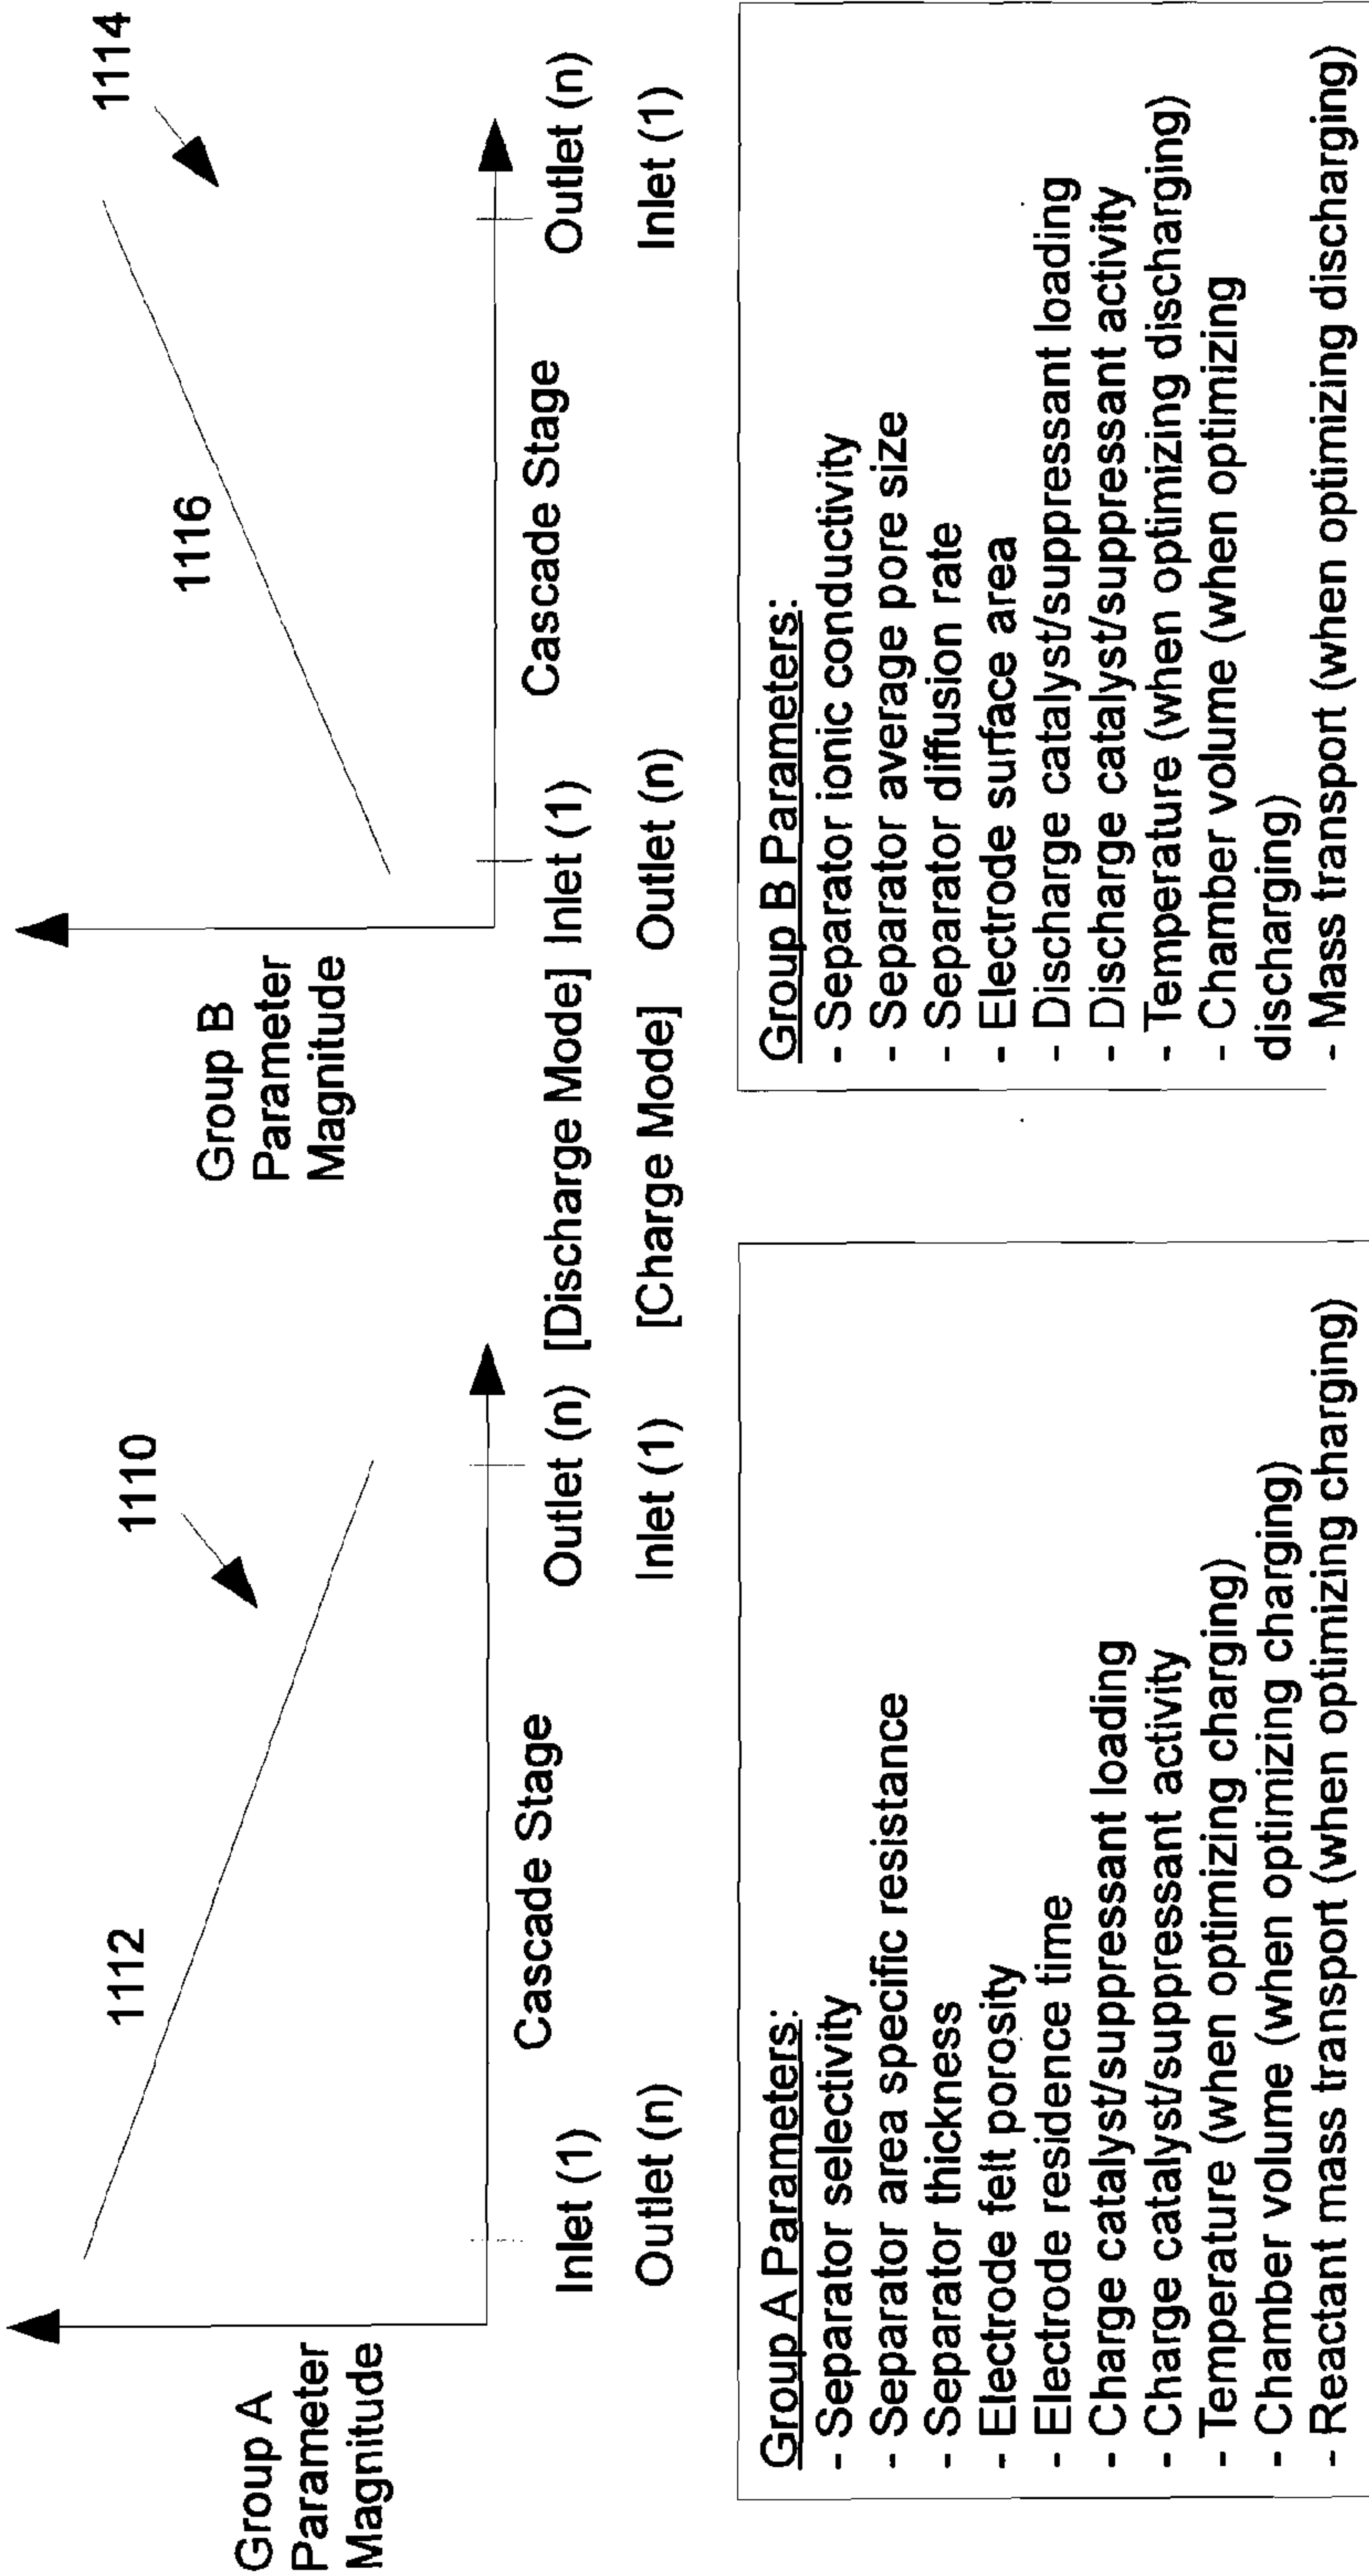 Group A
Parameter
Magnitude
1112
1110
Cascade Stage
Inlet (1)
Outlet (n)
Outlet (n)
Inlet (1)
[Discharge Mode]
[Charge Mode]
Group B
Parameter
Magnitude
1116
1114
Cascade Stage
Inlet (1)
Outlet (n)
Outlet (n)
Inlet (1)
Group A Parameters:
- Separator selectivity
- Separator area specific resistance
- Separator thickness
- Electrode felt porosity
- Electrode residence time
- Charge catalyst/suppressant loading
- Charge catalyst/suppressant activity
- Temperature (when optimizing charging)
- Chamber volume (when optimizing charging)
- Reactant mass transport (when optimizing charging)
Group B Parameters:
- Separator ionic conductivity
- Separator average pore size
- Separator diffusion rate
- Electrode surface area
- Discharge catalyst/suppressant loading
- Discharge catalyst/suppressant activity
- Temperature (when optimizing discharging)
- Chamber volume (when optimizing
discharging)
- Mass transport (when optimizing discharging)